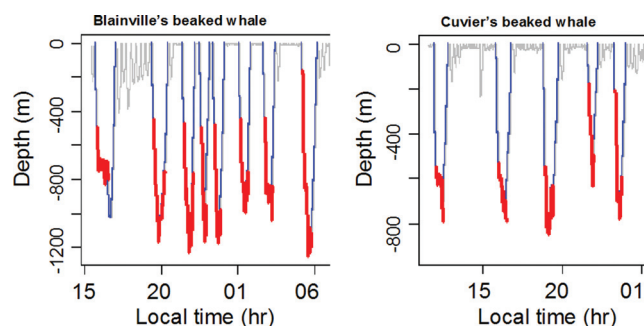 Blainville's beaked whale
Depth (m)
0
-400
-800
-1200
15
20
01
06
Local time (hr)
Cuvier's beaked whale
Depth (m)
0
-400
-800
15
20
01
Local time (hr)